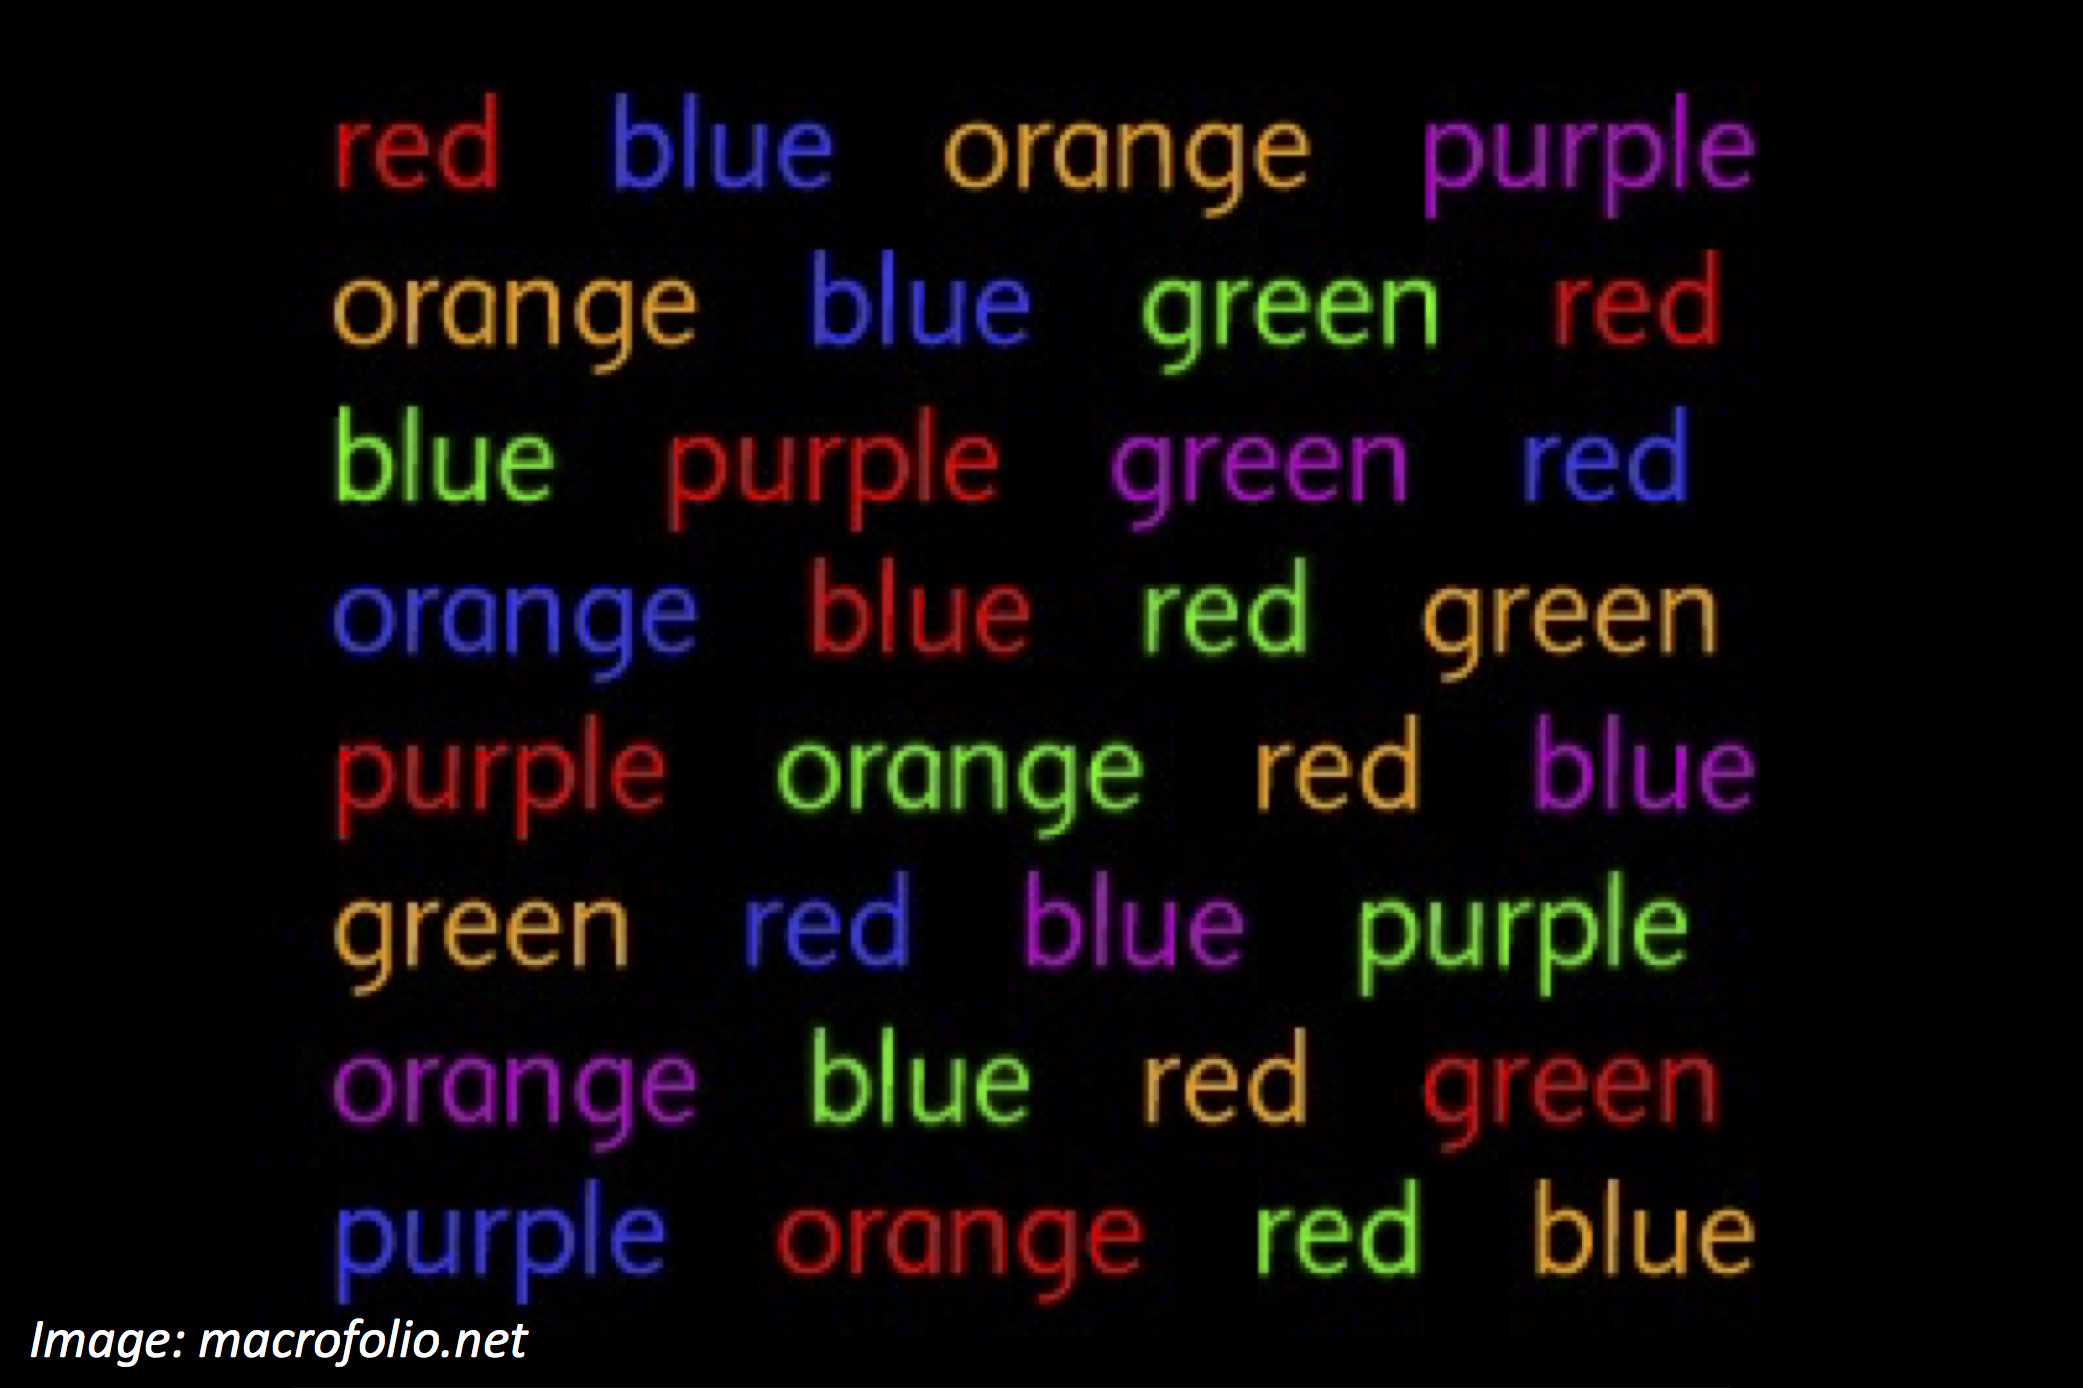 red blue orange purple
orange blue green red
blue purple green red
orange blue red green
purple orange red blue
green red blue purple
orange blue red green
purple orange red blue
Image: macrofolio.net